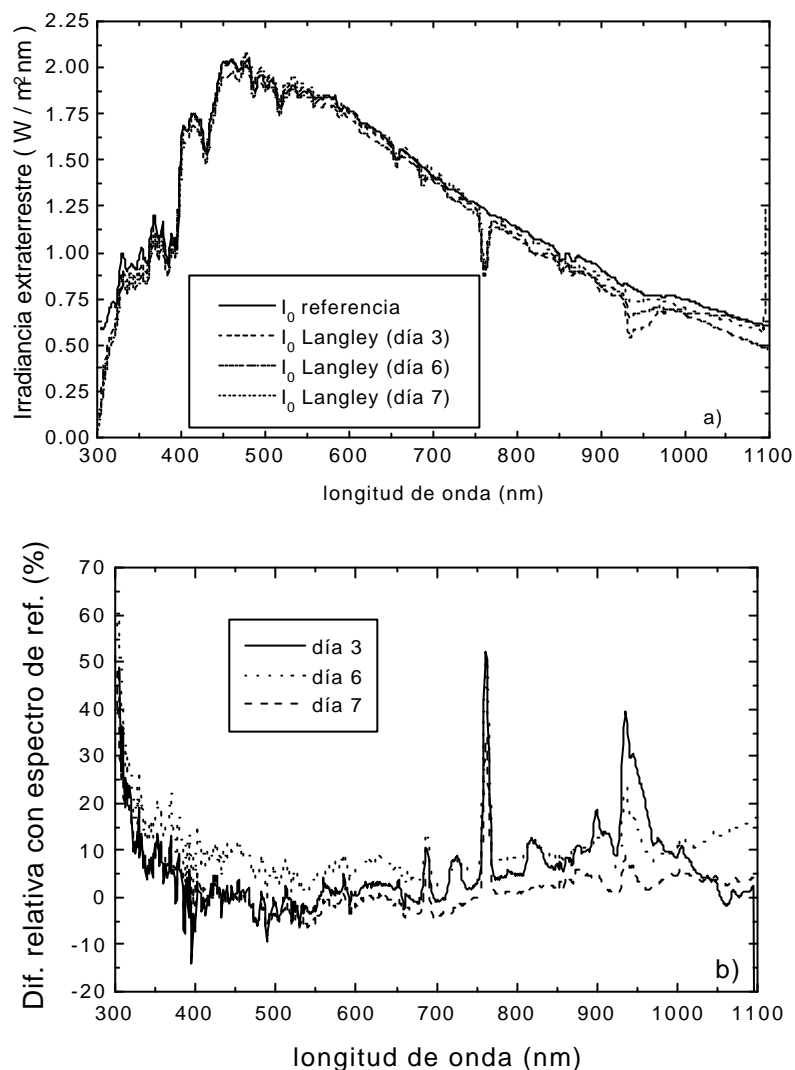 2.25
2.00
1.75
1.50
1.25
1.00
0.75
0.50
0.25
0.00
Irradiancia extraterrestre ( W / m² nm )
I₀ referencia
I₀ Langley (día 3)
I₀ Langley (día 6)
I₀ Langley (día 7)
a)
300 400 500 600 700 800 900 1000 1100
longitud de onda (nm)
70
60
50
40
30
20
10
0
-10
-20
Dif. relativa con espectro de ref. (%)
día 3
día 6
día 7
b)
300 400 500 600 700 800 900 1000 1100
longitud de onda (nm)